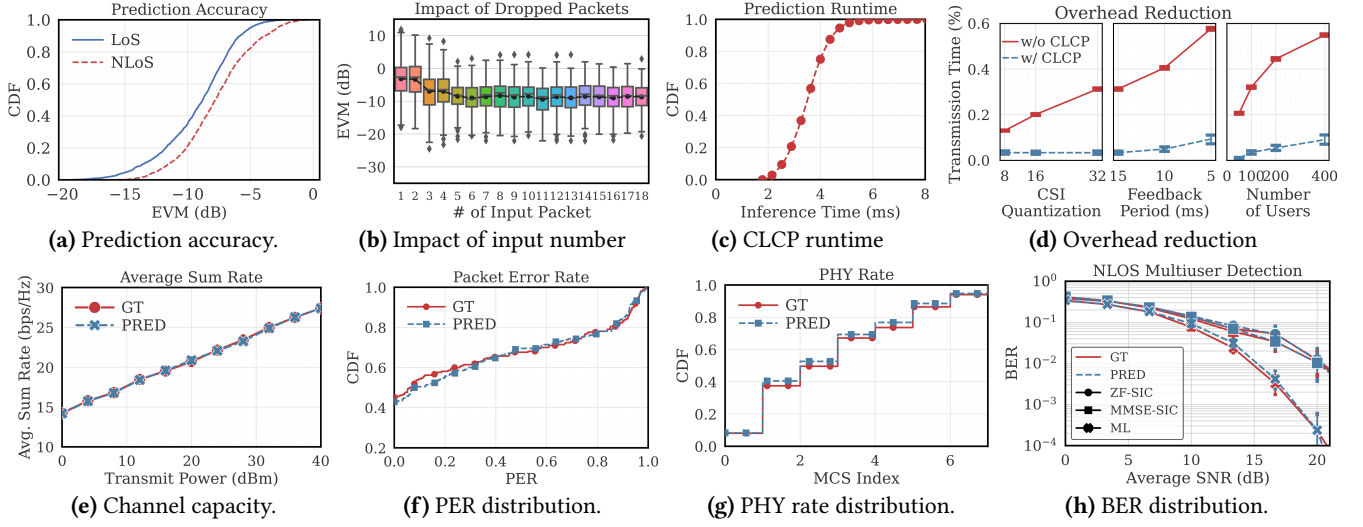 Prediction Accuracy
CDF
1.0
0.8
0.6
0.4
0.2
0.0
LoS
NLoS
−20 −15 −10 −5 0
EVM (dB)
(a) Prediction accuracy.
Impact of Dropped Packets
EVM (dB)
10
0
−10
−20
−30
1 2 3 4 5 6 7 8 9 10 11 12 13 14 15 16 17 18
# of Input Packet
(b) Impact of input number
Prediction Runtime
CDF
1.0
0.8
0.6
0.4
0.2
0.0
0 2 4 6 8
Inference Time (ms)
(c) CLCP runtime
Overhead Reduction
Transmission Time (%)
0.6
0.4
0.2
0.0
w/o CLCP
w/ CLCP
8 16 32
CSI
Quantization
15 10 5
Feedback
Period (ms)
0 100 200 400
Number
of Users
(d) Overhead reduction
Average Sum Rate
Avg. Sum Rate (bps/Hz)
30
25
20
15
10
GT
PRED
0 10 20 30 40
Transmit Power (dBm)
(e) Channel capacity.
Packet Error Rate
CDF
1.0
0.8
0.6
0.4
0.2
GT
PRED
0.0 0.2 0.4 0.6 0.8 1.0
PER
(f) PER distribution.
PHY Rate
CDF
1.0
0.8
0.6
0.4
0.2
0.0
GT
PRED
0 2 4 6
MCS Index
(g) PHY rate distribution.
NLOS Multiuser Detection
BER
10⁰
10⁻¹
10⁻²
10⁻³
10⁻⁴
GT
PRED
ZF-SIC
MMSE-SIC
ML
0 5 10 15 20
Average SNR (dB)
(h) BER distribution.